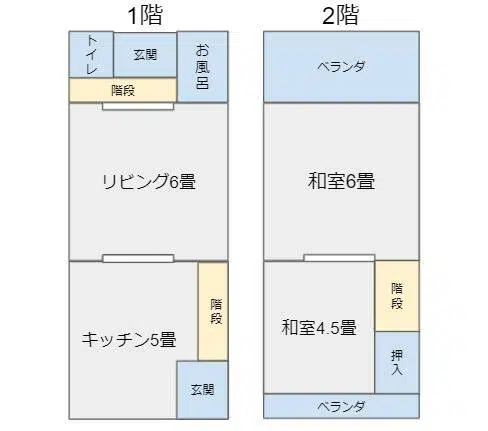 1階
トイレ
玄関
お風呂
階段
リビング6畳
階段
キッチン5畳
玄関
2階
ベランダ
和室6畳
階段
和室4.5畳
押入
ベランダ